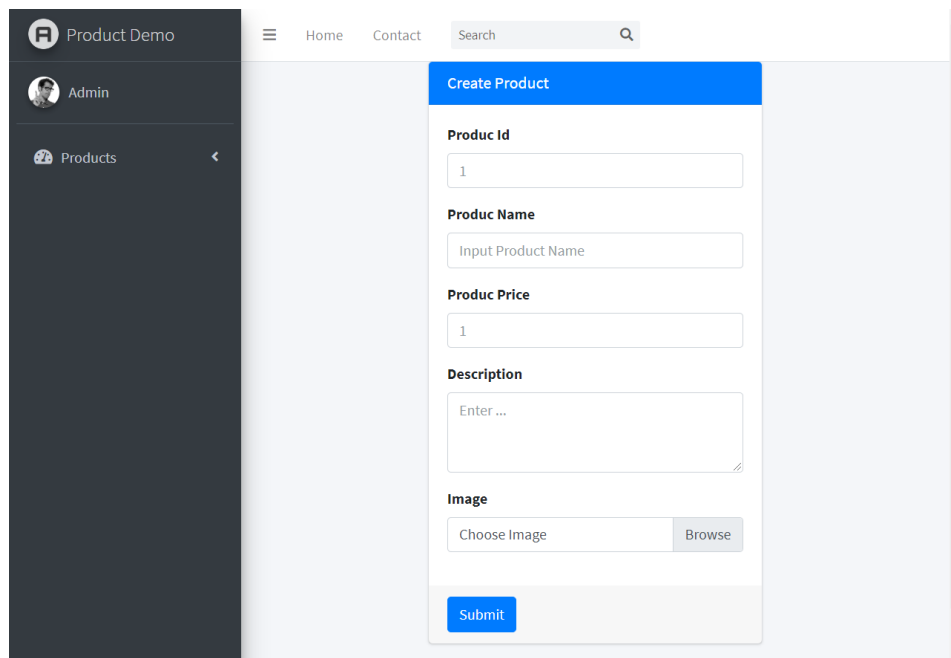 Product Demo
Home Contact Search
Admin
Products
Create Product
Produc Id
1
Produc Name
Input Product Name
Produc Price
1
Description
Enter ...
Image
Choose Image Browse
Submit